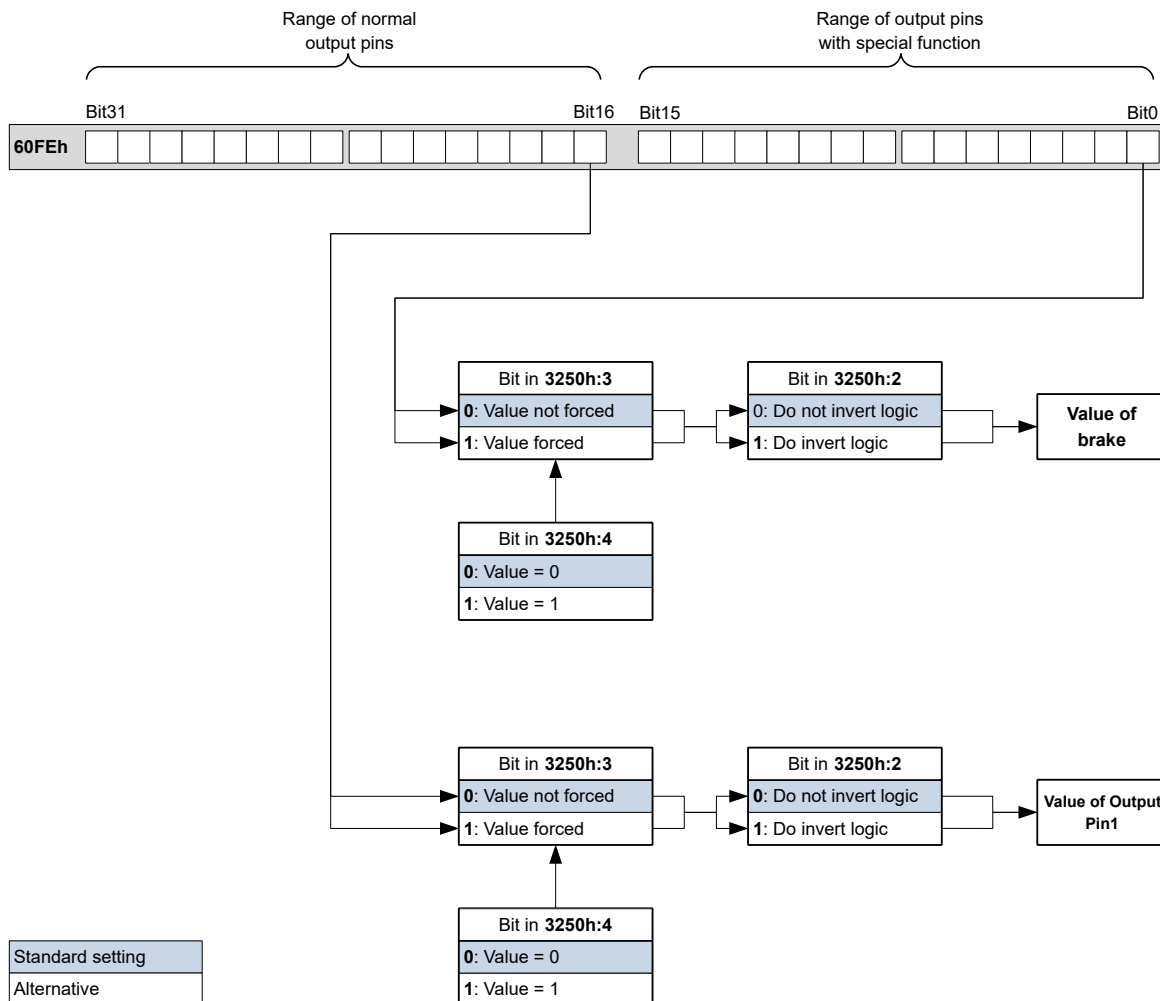 Range of normal
output pins
Range of output pins
with special function
Bit31
Bit16
Bit15
Bit0
60FEh
Bit in 3250h:3
0: Value not forced
1: Value forced
Bit in 3250h:2
0: Do not invert logic
1: Do invert logic
Value of
brake
Bit in 3250h:4
0: Value = 0
1: Value = 1
Bit in 3250h:3
0: Value not forced
1: Value forced
Bit in 3250h:2
0: Do not invert logic
1: Do invert logic
Value of Output
Pin1
Bit in 3250h:4
0: Value = 0
1: Value = 1
Standard setting
Alternative